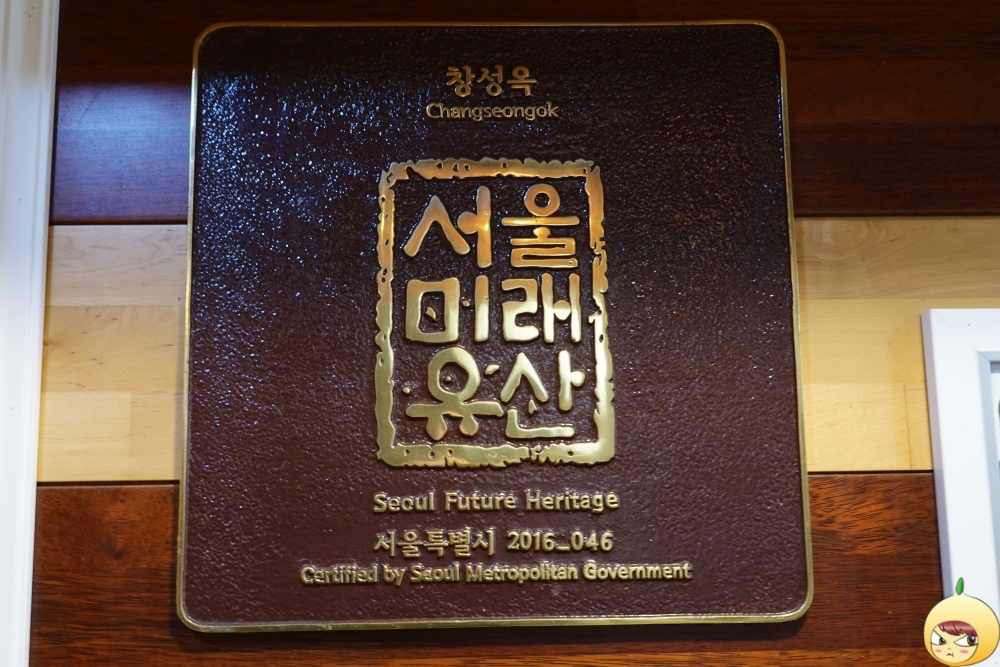 창성옥
Changseongok
서울
미래
유산
Seoul Future Heritage
서울특별시 2016_046
Certified by Seoul Metropolitan Government